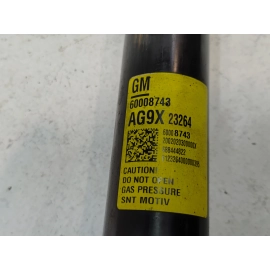 GM
60008743
AG9X 23264
60008743
CAUTION:
DO NOT OPEN
GAS PRESSURE
SNT MOTIV